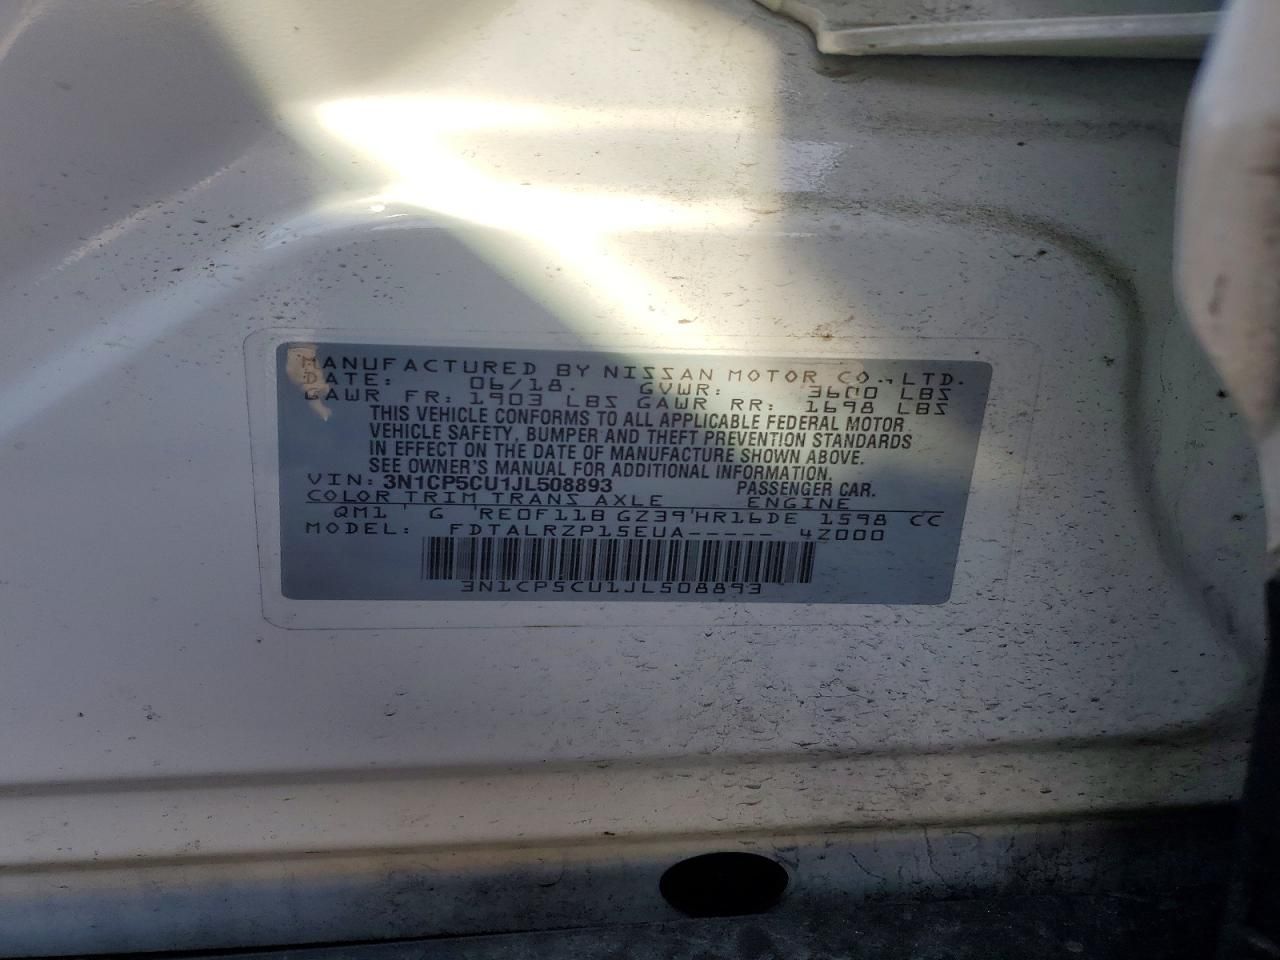 MANUFACTURED BY NISSAN MOTOR CO., LTD.
DATE: 06/18. GVWR: 3600 LBS
GAWR FR: 1903 LBS GAWR RR: 1698 LBS
THIS VEHICLE CONFORMS TO ALL APPLICABLE FEDERAL MOTOR
VEHICLE SAFETY, BUMPER AND THEFT PREVENTION STANDARDS
IN EFFECT ON THE DATE OF MANUFACTURE SHOWN ABOVE.
SEE OWNER'S MANUAL FOR ADDITIONAL INFORMATION.
VIN: 3N1CP5CU1JL508893 PASSENGER CAR.
COLOR TRIM TRANS AXLE ENGINE
QM1 ' G 'RE0F11B GZ39'HR16DE 1598 CC
MODEL: FDTALRZP15EUA----- 4Z000
3N1CP5CU1JL508893